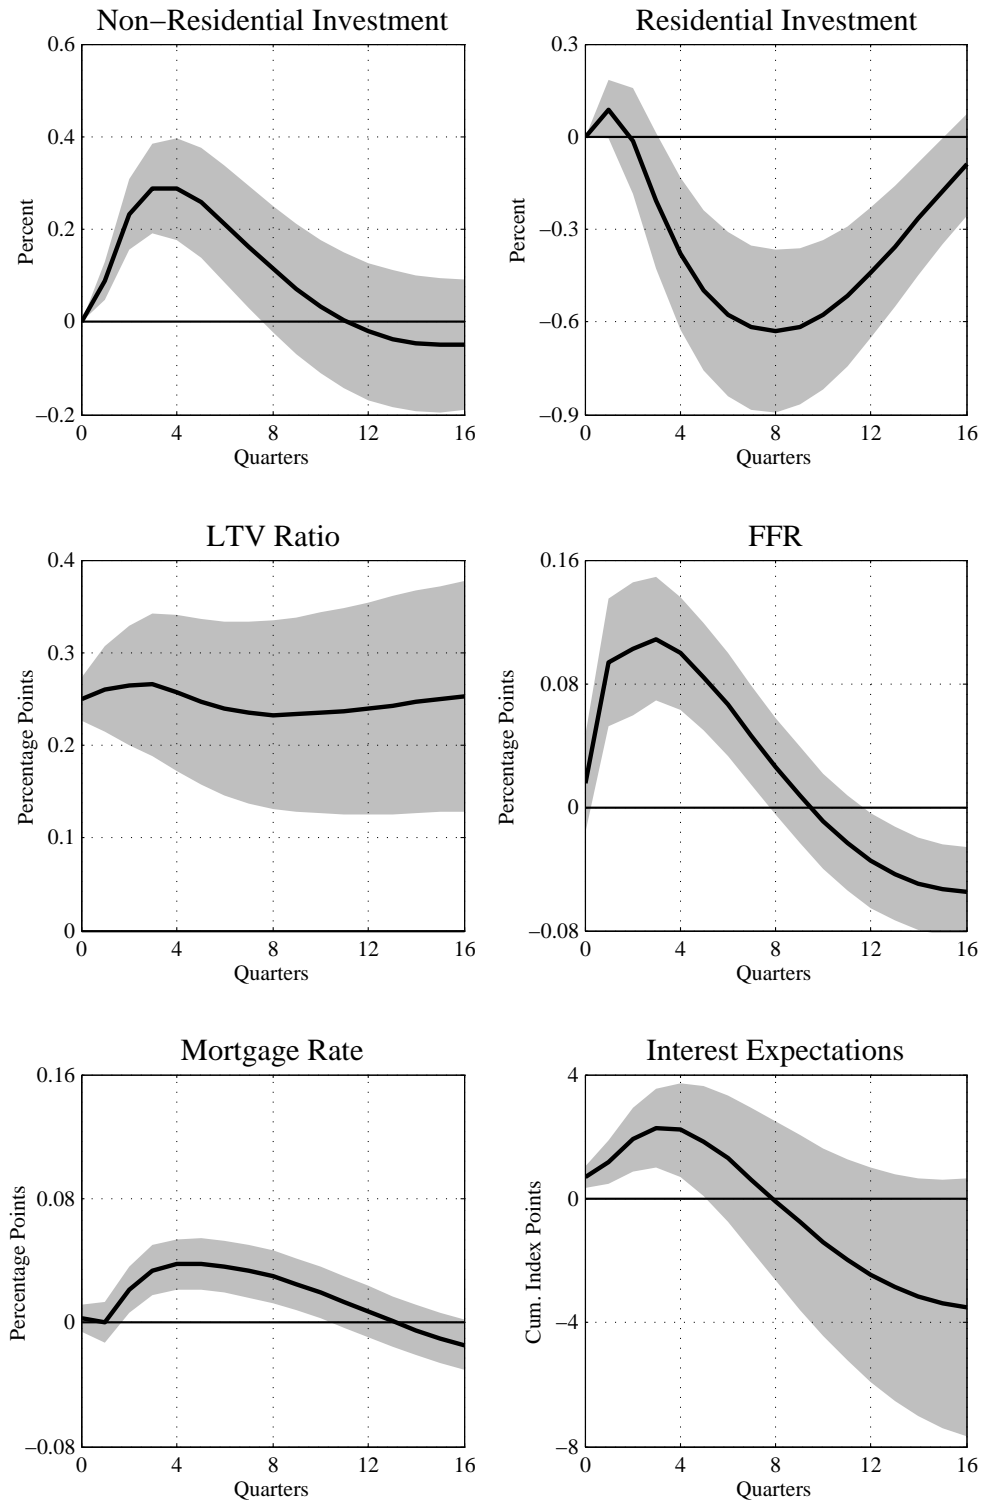 Non−Residential Investment
0.6
0.4
0.2
0
−0.2
Percent
0 4 8 12 16
Quarters
Residential Investment
0.3
0
−0.3
−0.6
−0.9
Percent
0 4 8 12 16
Quarters
LTV Ratio
0.4
0.3
0.2
0.1
0
Percentage Points
0 4 8 12 16
Quarters
FFR
0.16
0.08
0
−0.08
Percentage Points
0 4 8 12 16
Quarters
Mortgage Rate
0.16
0.08
0
−0.08
Percentage Points
0 4 8 12 16
Quarters
Interest Expectations
4
0
−4
−8
Cum. Index Points
0 4 8 12 16
Quarters